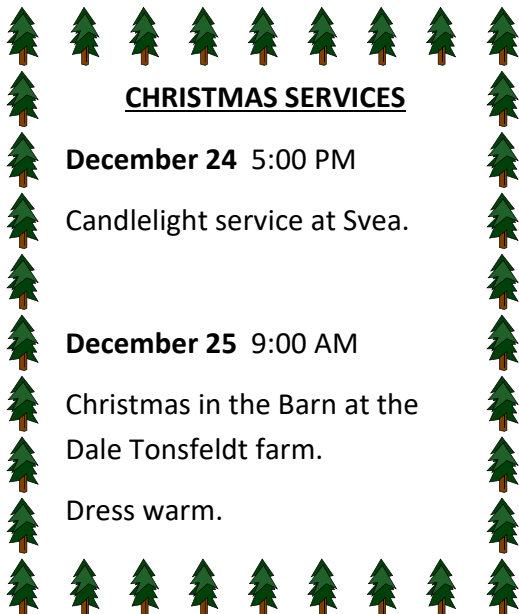 CHRISTMAS SERVICES
December 24  5:00 PM
Candlelight service at Svea.
December 25  9:00 AM
Christmas in the Barn at the
Dale Tonsfeldt farm.
Dress warm.